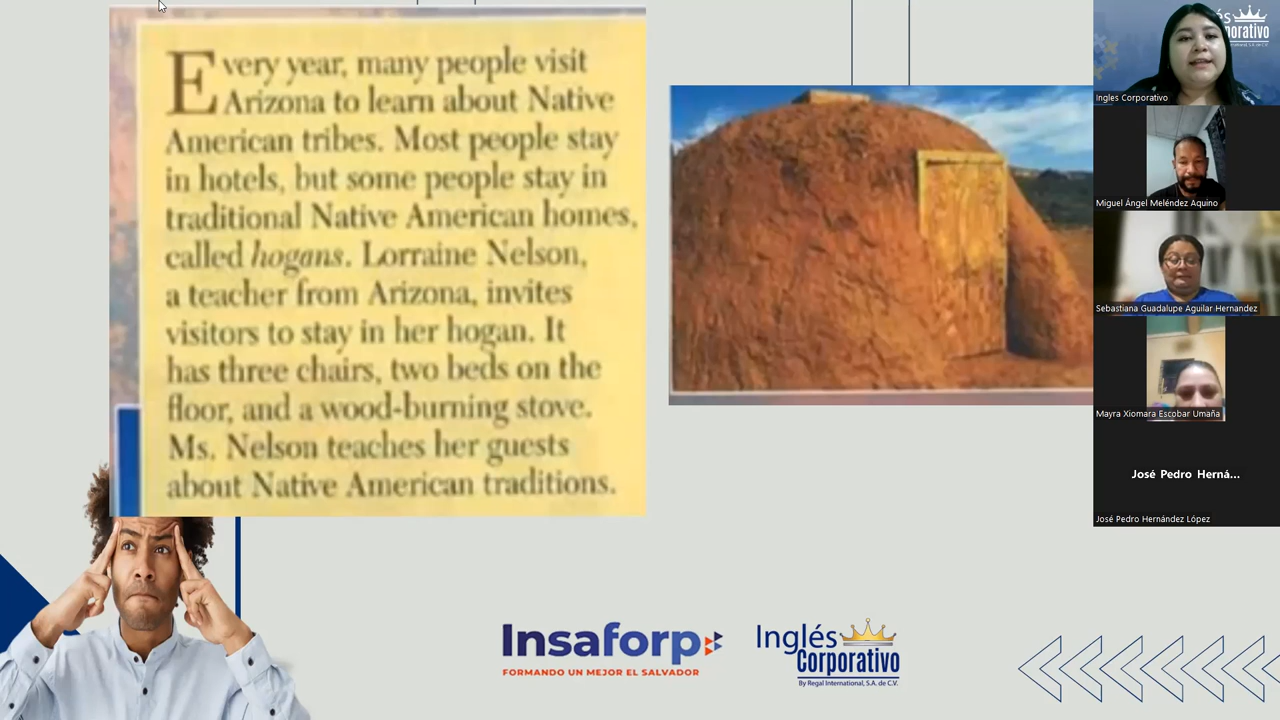 Every year, many people visit
Arizona to learn about Native
American tribes. Most people stay
in hotels, but some people stay in
traditional Native American homes,
called hogans. Lorraine Nelson,
a teacher from Arizona, invites
visitors to stay in her hogan. It
has three chairs, two beds on the
floor, and a wood-burning stove.
Ms. Nelson teaches her guests
about Native American traditions.
Insaforp
FORMANDO UN MEJOR EL SALVADOR
Inglés
Corporativo
By Regal International, S.A. de C.V.
Ingles Corporativo
Miguel Ángel Meléndez Aquino
Sebastiana Guadalupe Aguilar Hernandez
Mayra Xiomara Escobar Umaña
José Pedro Herná...
José Pedro Hernández López